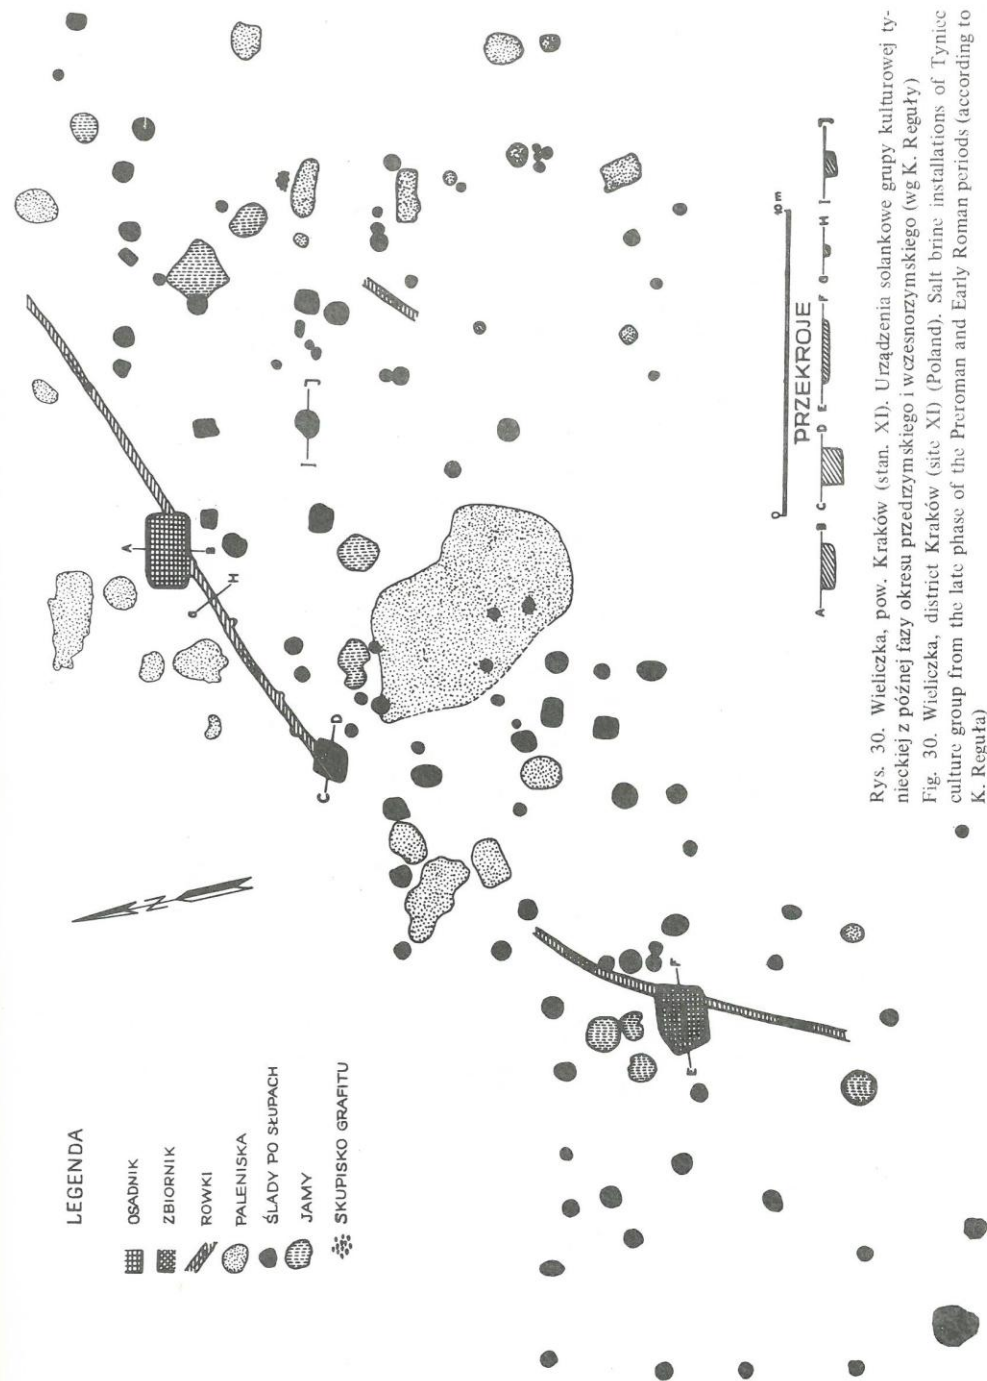 LEGENDA
OSADNIK
ZBIORNIK
ROWKI
PALENISKA
ŚLADY PO SŁUPACH
JAMY
SKUPISKO GRAFITU
N
A
B
G
H
C
D
I
J
E
F
0
10 m
PRZEKROJE
A B C D E F G H I J
Rys. 30. Wieliczka, pow. Kraków (stan. XI). Urządzenia solankowe grupy kulturowej ty-
nieckiej z późnej fazy okresu przedrzymskiego i wczesnorzymskiego (wg K. Reguły)
Fig. 30. Wieliczka, district Kraków (site XI) (Poland). Salt brine installations of Tyniec
culture group from the late phase of the Preroman and Early Roman periods (according to
K. Reguła)